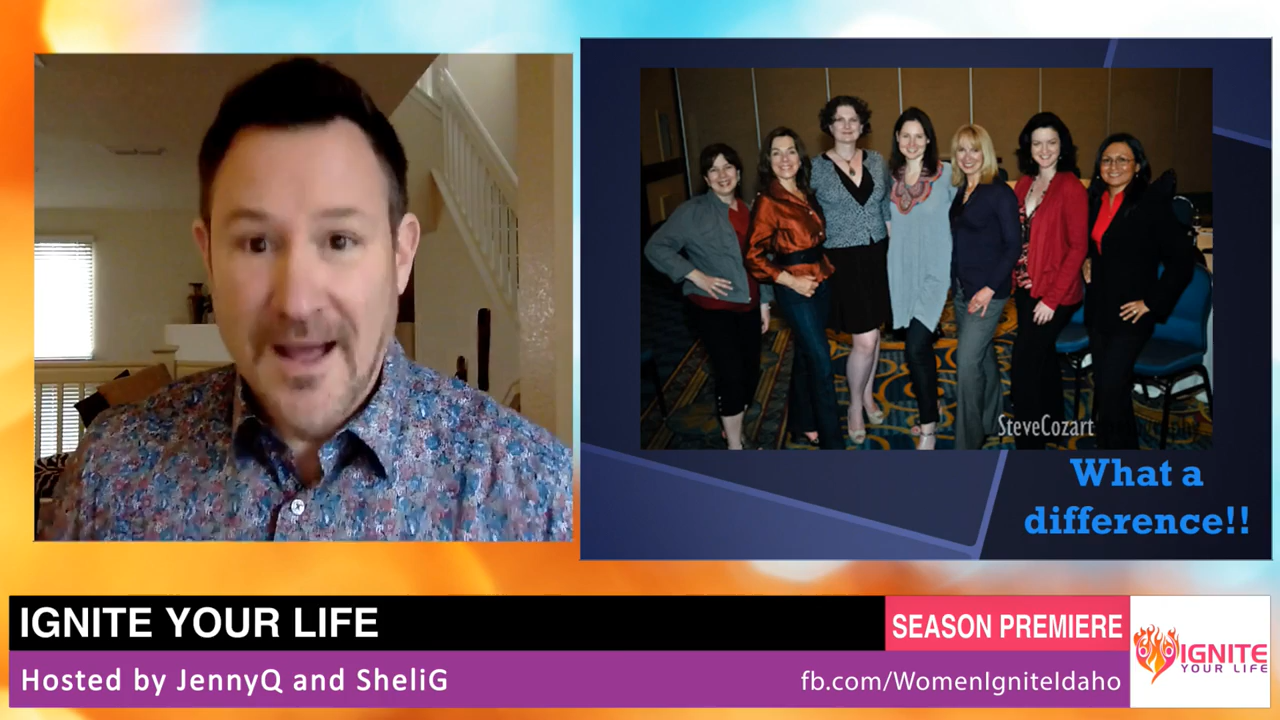 SteveCozart
What a
difference!!
IGNITE YOUR LIFE
SEASON PREMIERE
Hosted by JennyQ and SheliG
fb.com/WomenIgniteIdaho
IGNITE
YOUR LIFE